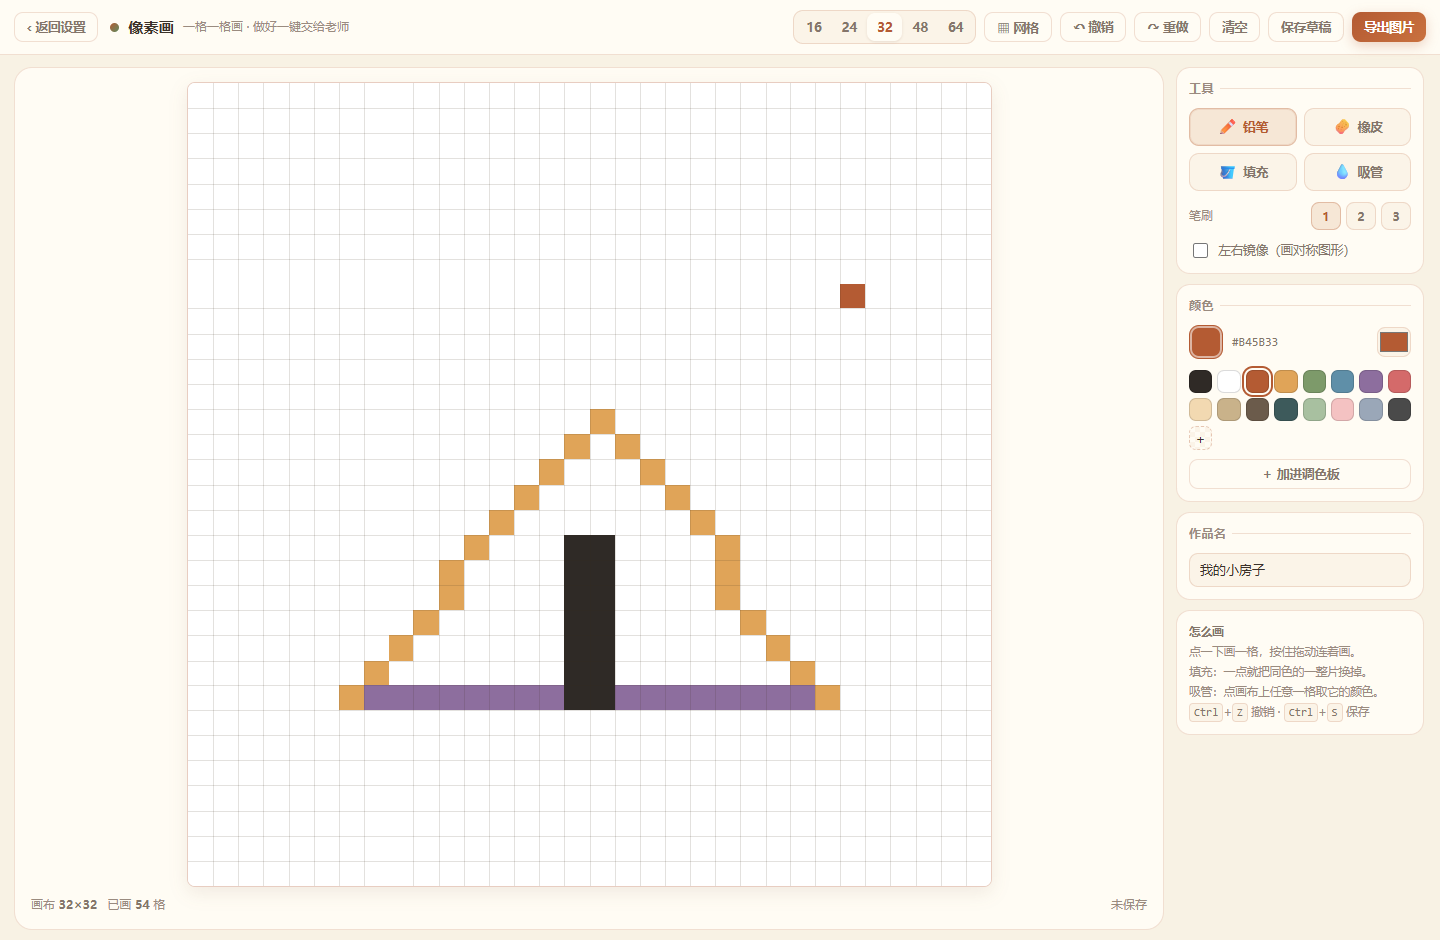 ‹ 返回设置
像素画
一格一格画 · 做好一键交给老师
16 24 32 48 64
▦ 网格
↶ 撤销
↷ 重做
清空
保存草稿
导出图片
工具
铅笔
橡皮
填充
吸管
笔刷
1 2 3
左右镜像（画对称图形）
颜色
#B45B33
+
+ 加进调色板
作品名
我的小房子
怎么画
点一下画一格，按住拖动连着画。
填充：一点就把同色的一整片换掉。
吸管：点画布上任意一格取它的颜色。
Ctrl + Z 撤销 · Ctrl + S 保存
画布 32×32 已画 54 格
未保存